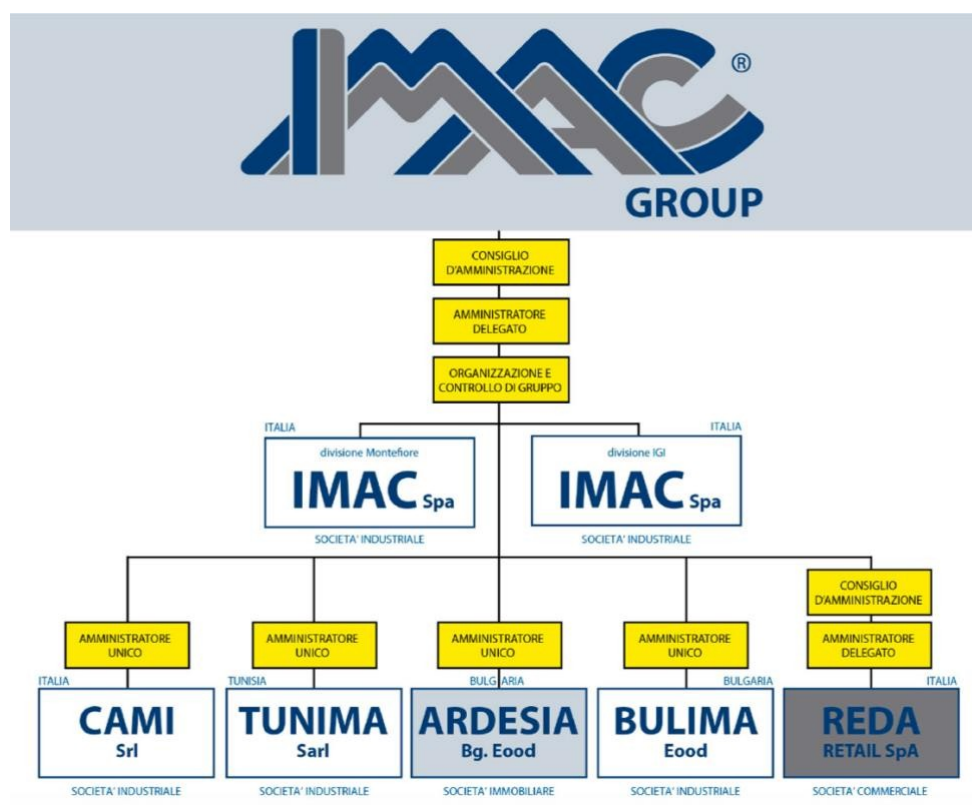 IMAC ®
GROUP
CONSIGLIO
D'AMMINISTRAZIONE
AMMINISTRATORE
DELEGATO
ORGANIZZAZIONE E
CONTROLLO DI GRUPPO
ITALIA
divisione Montefiore
IMAC Spa
SOCIETA' INDUSTRIALE
ITALIA
divisione IGI
IMAC Spa
SOCIETA' INDUSTRIALE
AMMINISTRATORE
UNICO
ITALIA
CAMI
Srl
SOCIETA' INDUSTRIALE
AMMINISTRATORE
UNICO
TUNISIA
TUNIMA
Sarl
SOCIETA' INDUSTRIALE
AMMINISTRATORE
UNICO
BULGARIA
ARDESIA
Bg. Eood
SOCIETA' IMMOBILIARE
AMMINISTRATORE
UNICO
BULGARIA
BULIMA
Eood
SOCIETA' INDUSTRIALE
CONSIGLIO
D'AMMINISTRAZIONE
AMMINISTRATORE
DELEGATO
ITALIA
REDA
RETAIL SpA
SOCIETA' COMMERCIALE